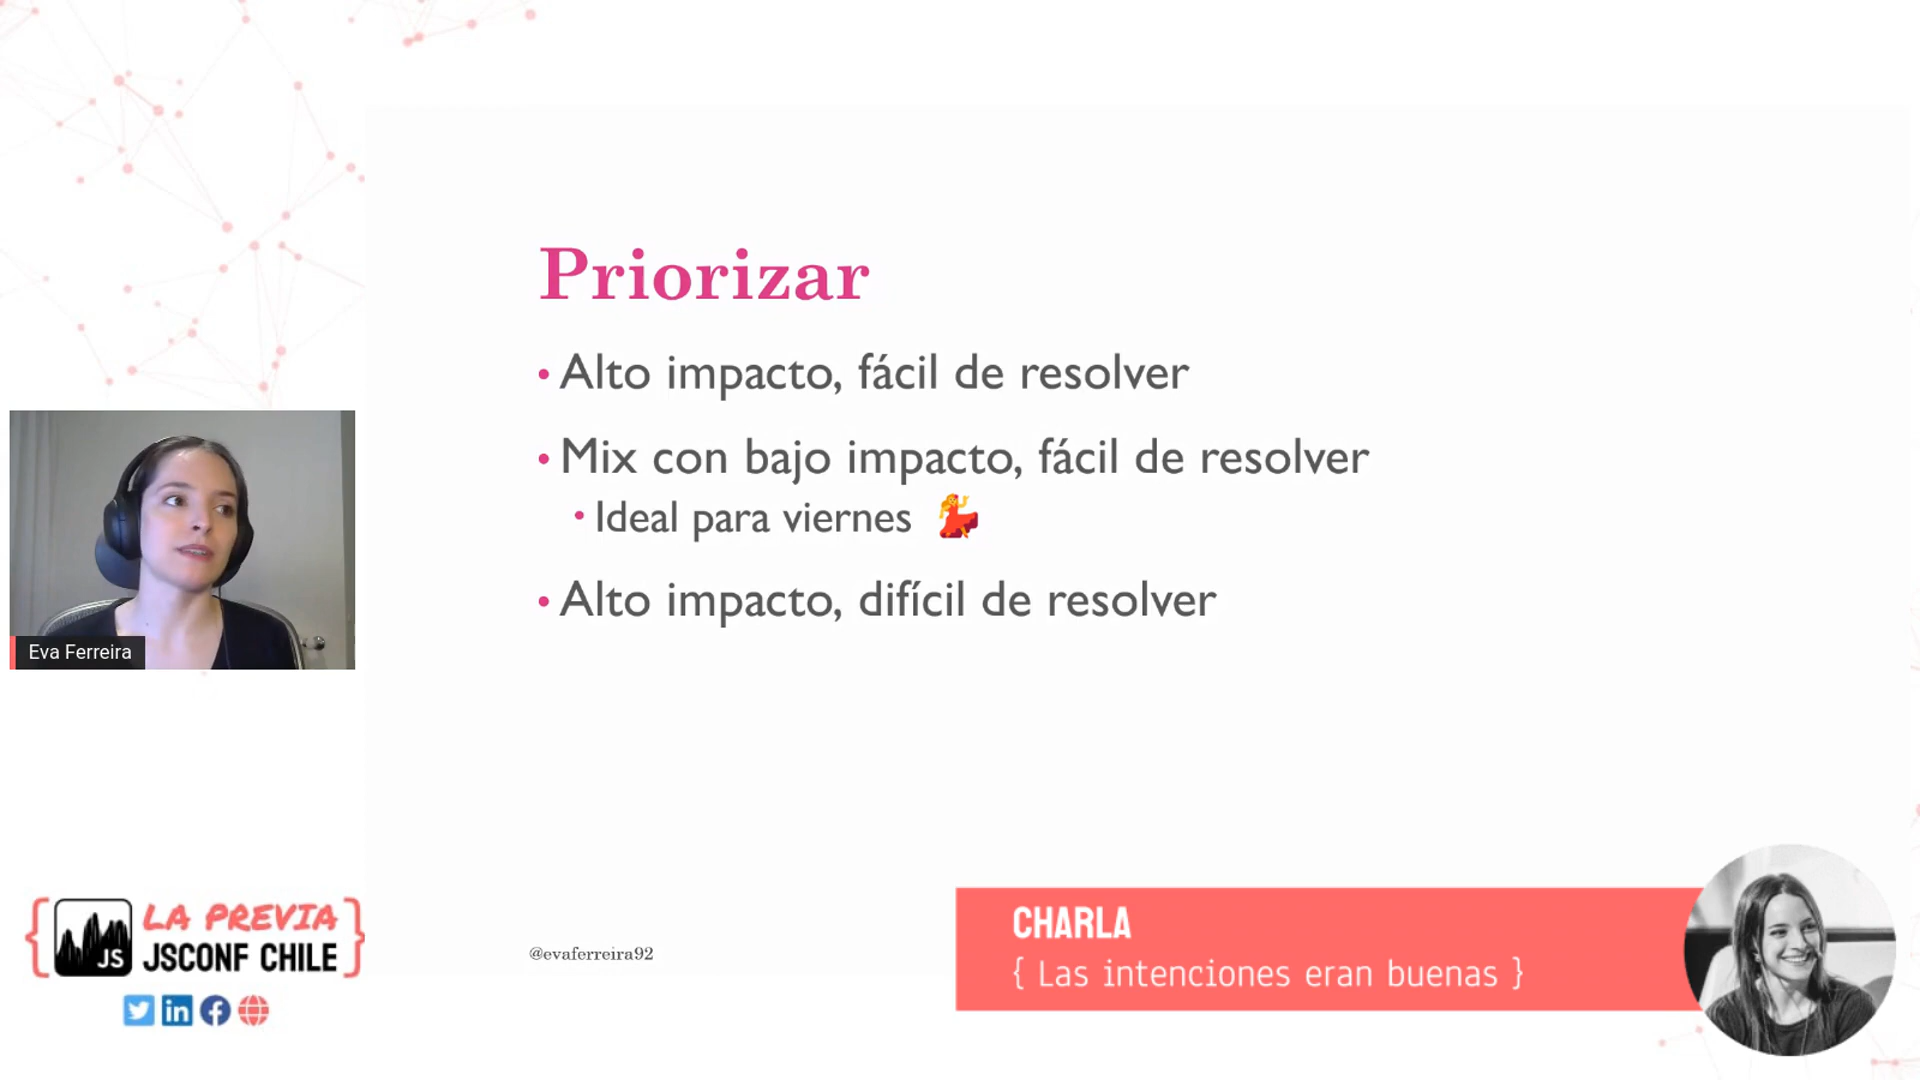 Priorizar
• Alto impacto, fácil de resolver
• Mix con bajo impacto, fácil de resolver
• Ideal para viernes 💃
• Alto impacto, difícil de resolver
Eva Ferreira
{ JS LA PREVIA }
JSCONF CHILE
@evaferreira92
CHARLA
{ Las intenciones eran buenas }